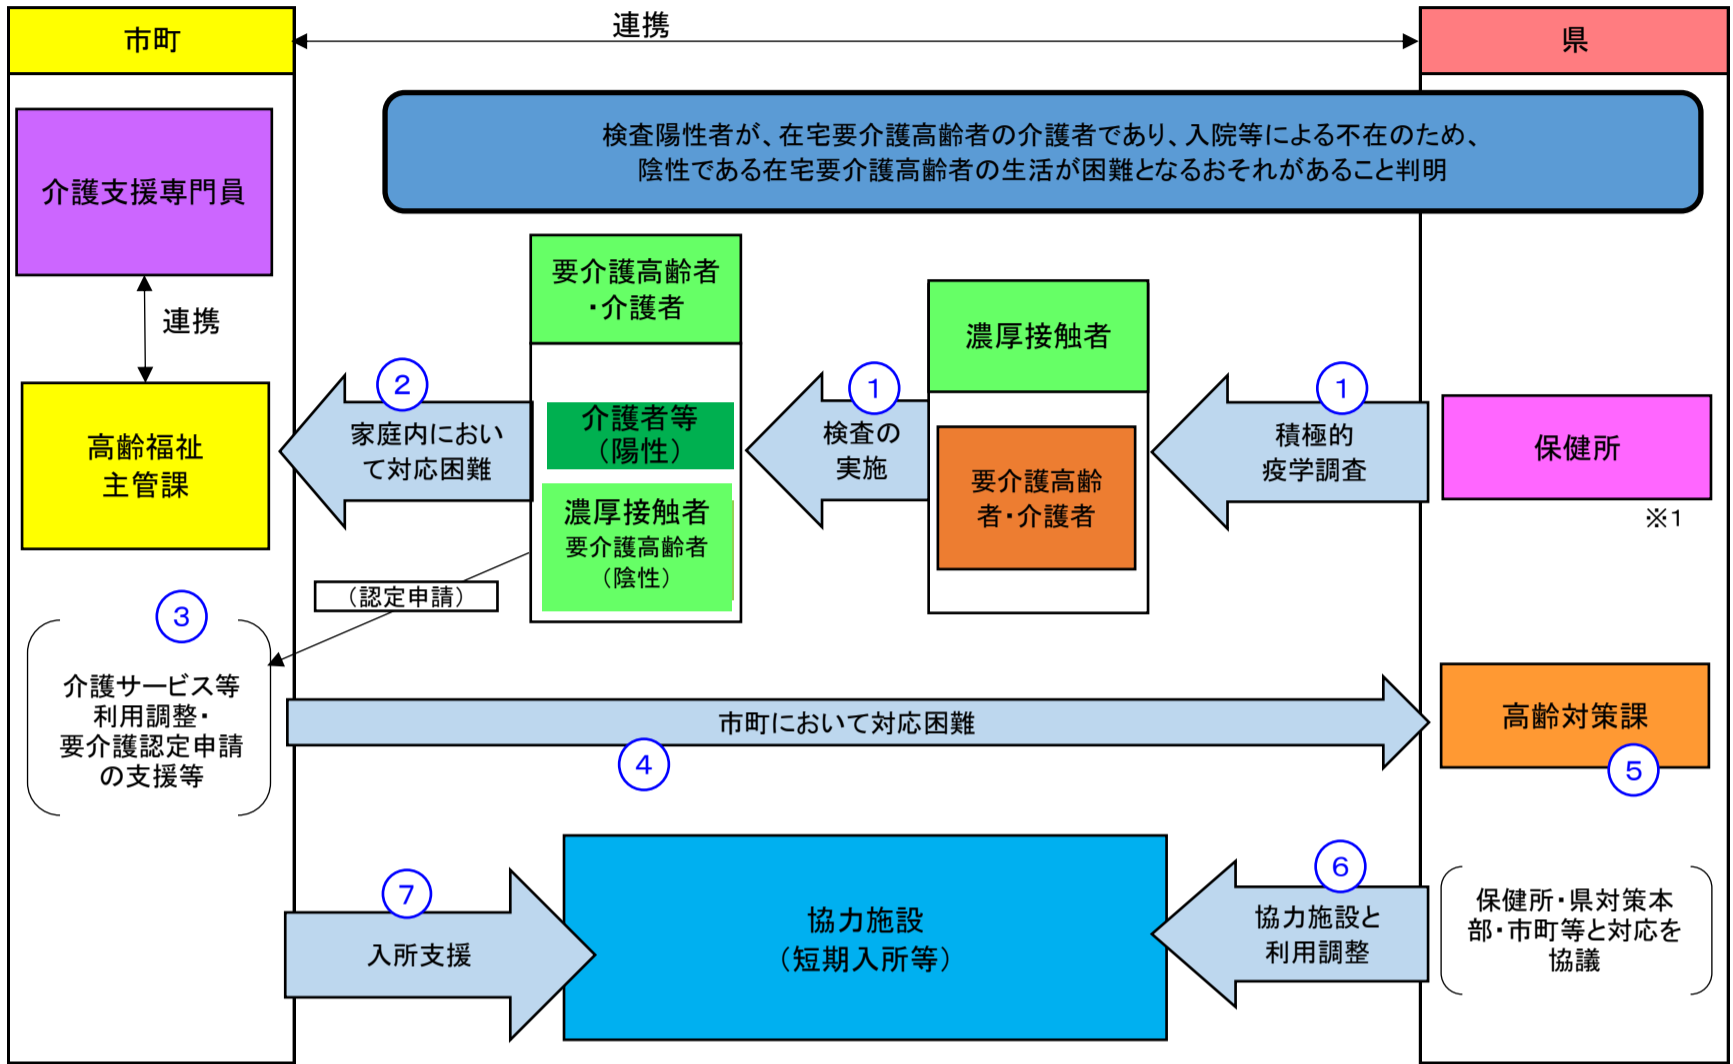 市町
連携
県
検査陽性者が、在宅要介護高齢者の介護者であり、入院等による不在のため、
陰性である在宅要介護高齢者の生活が困難となるおそれがあること判明
介護支援専門員
連携
高齢福祉
主管課
要介護高齢者
・介護者
介護者等
（陽性）
濃厚接触者
要介護高齢者
（陰性）
濃厚接触者
要介護高齢
者・介護者
保健所
※1
①
積極的
疫学調査
①
検査の
実施
②
家庭内におい
て対応困難
（認定申請）
③
介護サービス等
利用調整・
要介護認定申請
の支援等
市町において対応困難
④
高齢対策課
⑤
保健所・県対策本
部・市町等と対応を
協議
⑥
協力施設と
利用調整
協力施設
（短期入所等）
⑦
入所支援